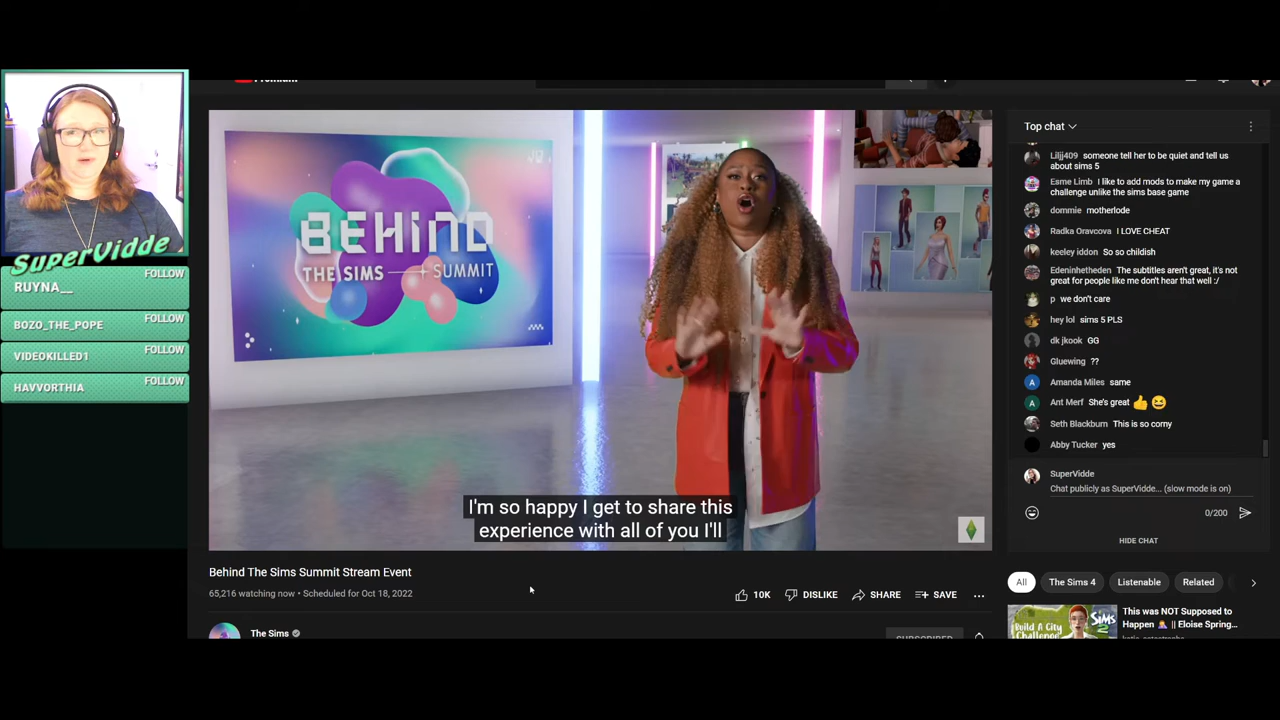 SuperVidde
RUYNA__
FOLLOW
BOZO_THE_POPE
FOLLOW
VIDEOKILLED1
FOLLOW
HAVVORTHIA
FOLLOW
BEHIND
THE SIMS SUMMIT
I'm so happy I get to share this
experience with all of you I'll
Behind The Sims Summit Stream Event
65,216 watching now • Scheduled for Oct 18, 2022
10K
DISLIKE
SHARE
SAVE
The Sims
Top chat
Liljj409 someone tell her to be quiet and tell us
about sims 5
Esme Limb I like to add mods to make my game a
challenge unlike the sims base game
dommie motherlode
Radka Oravcova I LOVE CHEAT
keeley iddon So so childish
Edeninhetheden The subtitles aren't great, it's not
great for people like me don't hear that well :/
p we don't care
hey lol sims 5 PLS
dk jkook GG
Gluewing ??
A Amanda Miles same
A Ant Merf She's great 👍 😆
Seth Blackburn This is so corny
Abby Tucker yes
SuperVidde
Chat publicly as SuperVidde... (slow mode is on)
0/200
HIDE CHAT
All
The Sims 4
Listenable
Related
Build A City
Challenge
SIMS
2
This was NOT Supposed to
Happen 🤦‍♀️ || Eloise Spring...